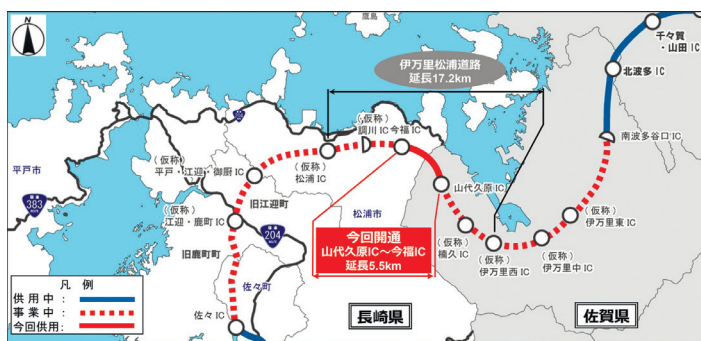 N
鷹島
千々賀
・山田 IC
北波多 IC
伊万里松浦道路
延長17.2km
南波多谷口 IC
平戸市
国道
383
（仮称）
平戸・江迎・御厨 IC
（仮称）
松浦 IC
（仮称）
調川 IC
今福 IC
山代久原 IC
（仮称）
江迎・鹿町 IC
旧江迎町
松浦市
204
旧鹿町町
今回開通
山代久原IC～今福IC
延長5.5km
（仮称）
楠久 IC
（仮称）
伊万里西 IC
（仮称）
伊万里中 IC
（仮称）
伊万里東 IC
佐々町
佐々 IC
長崎県
佐賀県
凡 例
供用中：
事業中：
今回供用：